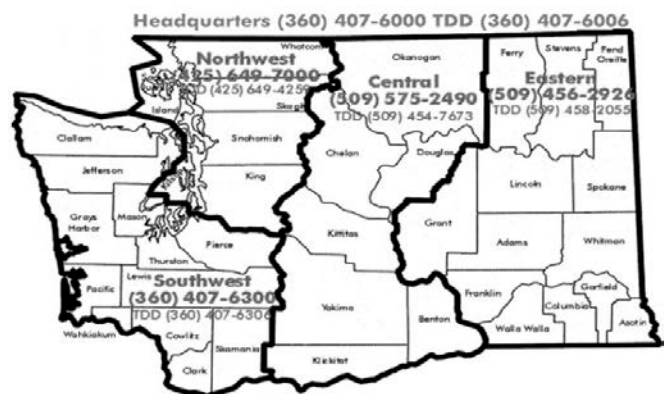 Headquarters (360) 407-6000 TDD (360) 407-6006
Whatcom
Northwest
(425) 649-7000
TDD (425) 649-4259
Island
Skagit
Snohomish
King
Okanogan
Central
(509) 575-2490
TDD (509) 454-7673
Chelan
Douglas
Kittitas
Yakima
Benton
Klickitat
Ferry
Stevens
Pend
Oreille
Eastern
(509) 456-2926
TDD (509) 458-2055
Lincoln
Spokane
Grant
Adams
Whitman
Franklin
Garfield
Columbia
Walla Walla
Asotin
Clallam
Jefferson
Grays
Harbor
Mason
Thurston
Pierce
Pacific
Lewis
Southwest
(360) 407-6300
TDD (360) 407-6306
Wahkiakum
Cowlitz
Skamania
Clark